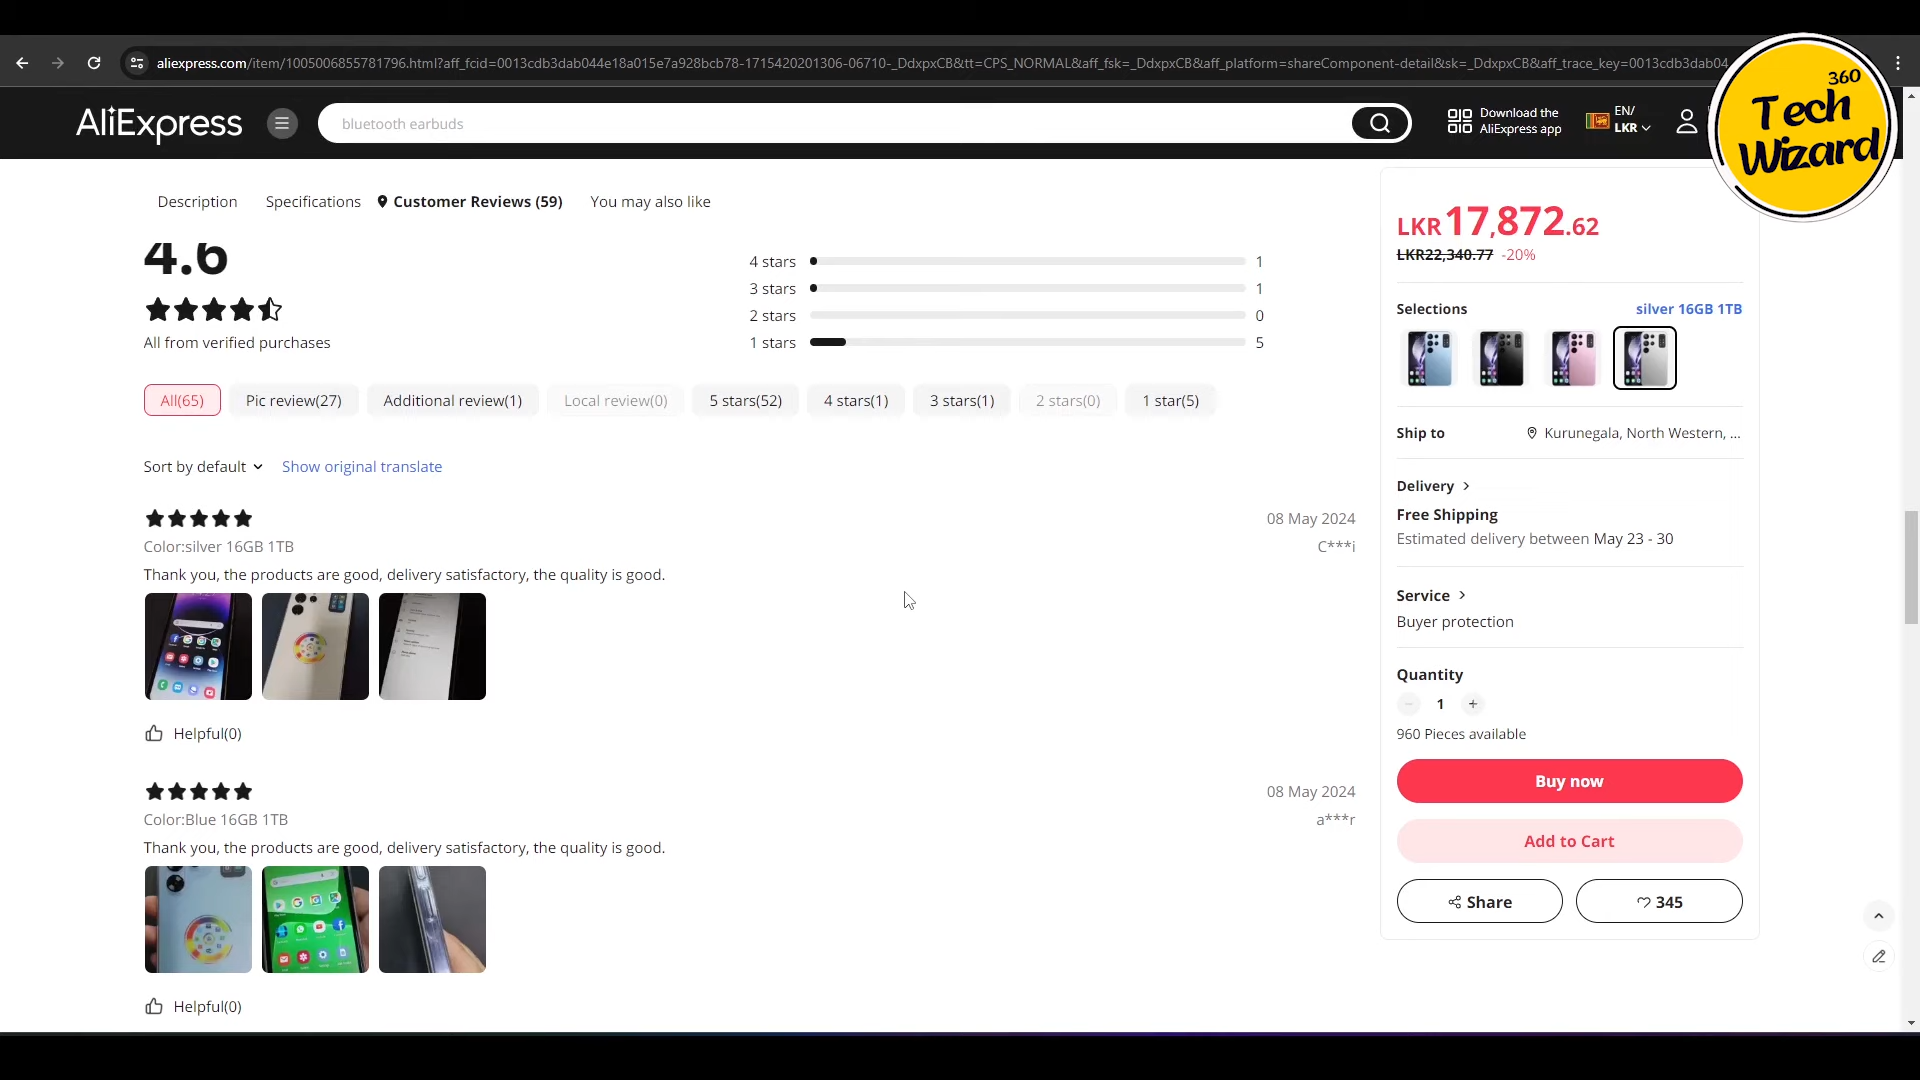 aliexpress.com/item/1005006855781796.html?aff_fcid=0013cdb3dab044e18a015e7a928bcb78-1715420201306-06710-_DdxpxCB&tt=CPS_NORMAL&aff_fsk=_DdxpxCB&aff_platform=shareComponent-detail&sk=_DdxpxCB&aff_trace_key=0013cdb3dab04
360
Tech
Wizard
AliExpress
bluetooth earbuds
Download the
AliExpress app
EN/
LKR
Description
Specifications
Customer Reviews (59)
You may also like
4.6
All from verified purchases
4 stars 1
3 stars 1
2 stars 0
1 stars 5
All(65)
Pic review(27)
Additional review(1)
Local review(0)
5 stars(52)
4 stars(1)
3 stars(1)
2 stars(0)
1 star(5)
Sort by default
Show original translate
08 May 2024
Color:silver 16GB 1TB
C***i
Thank you, the products are good, delivery satisfactory, the quality is good.
Helpful(0)
08 May 2024
Color:Blue 16GB 1TB
a***r
Thank you, the products are good, delivery satisfactory, the quality is good.
Helpful(0)
LKR17,872.62
LKR22,340.77 -20%
Selections
silver 16GB 1TB
Ship to
Kurunegala, North Western, ...
Delivery >
Free Shipping
Estimated delivery between May 23 - 30
Service >
Buyer protection
Quantity
- 1 +
960 Pieces available
Buy now
Add to Cart
Share
345